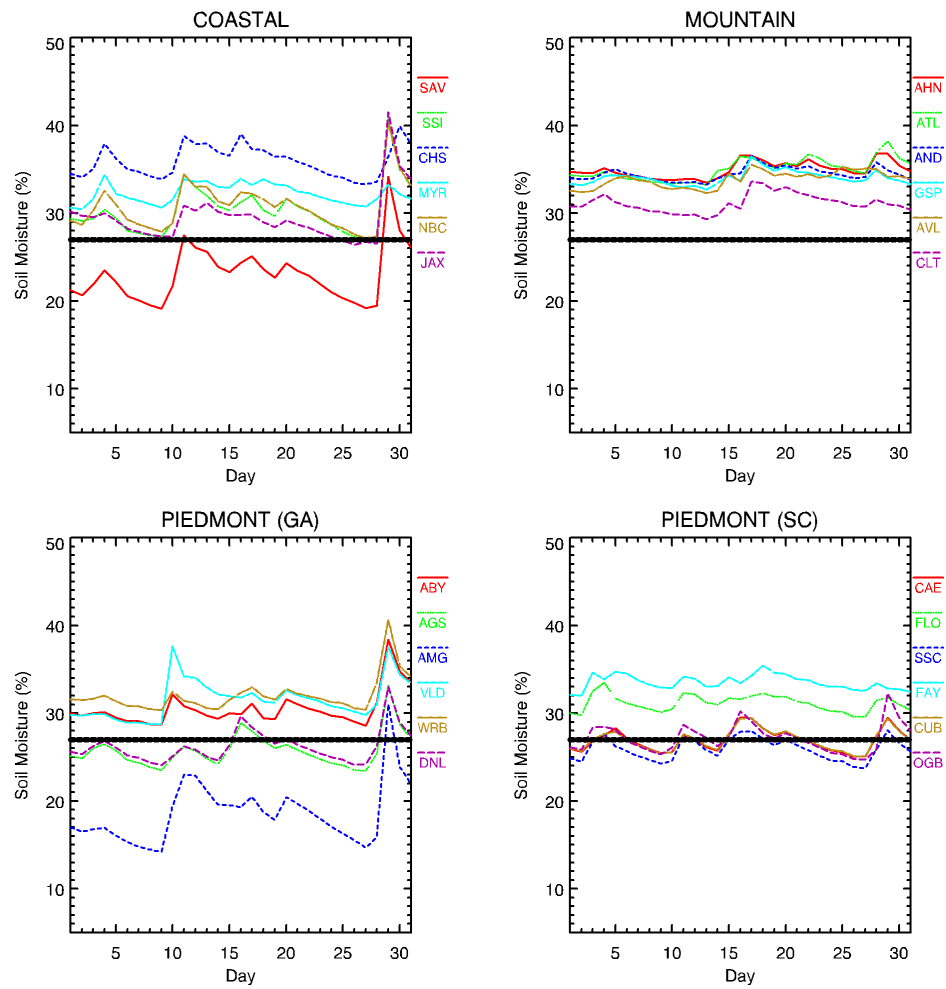 COASTAL
50
40
30
20
10
Soil Moisture (%)
5 10 15 20 25 30
Day
SAV
SSI
CHS
MYR
NBC
JAX
MOUNTAIN
50
40
30
20
10
Soil Moisture (%)
5 10 15 20 25 30
Day
AHN
ATL
AND
GSP
AVL
CLT
PIEDMONT (GA)
50
40
30
20
10
Soil Moisture (%)
5 10 15 20 25 30
Day
ABY
AGS
AMG
VLD
WRB
DNL
PIEDMONT (SC)
50
40
30
20
10
Soil Moisture (%)
5 10 15 20 25 30
Day
CAE
FLO
SSC
FAY
CUB
OGB